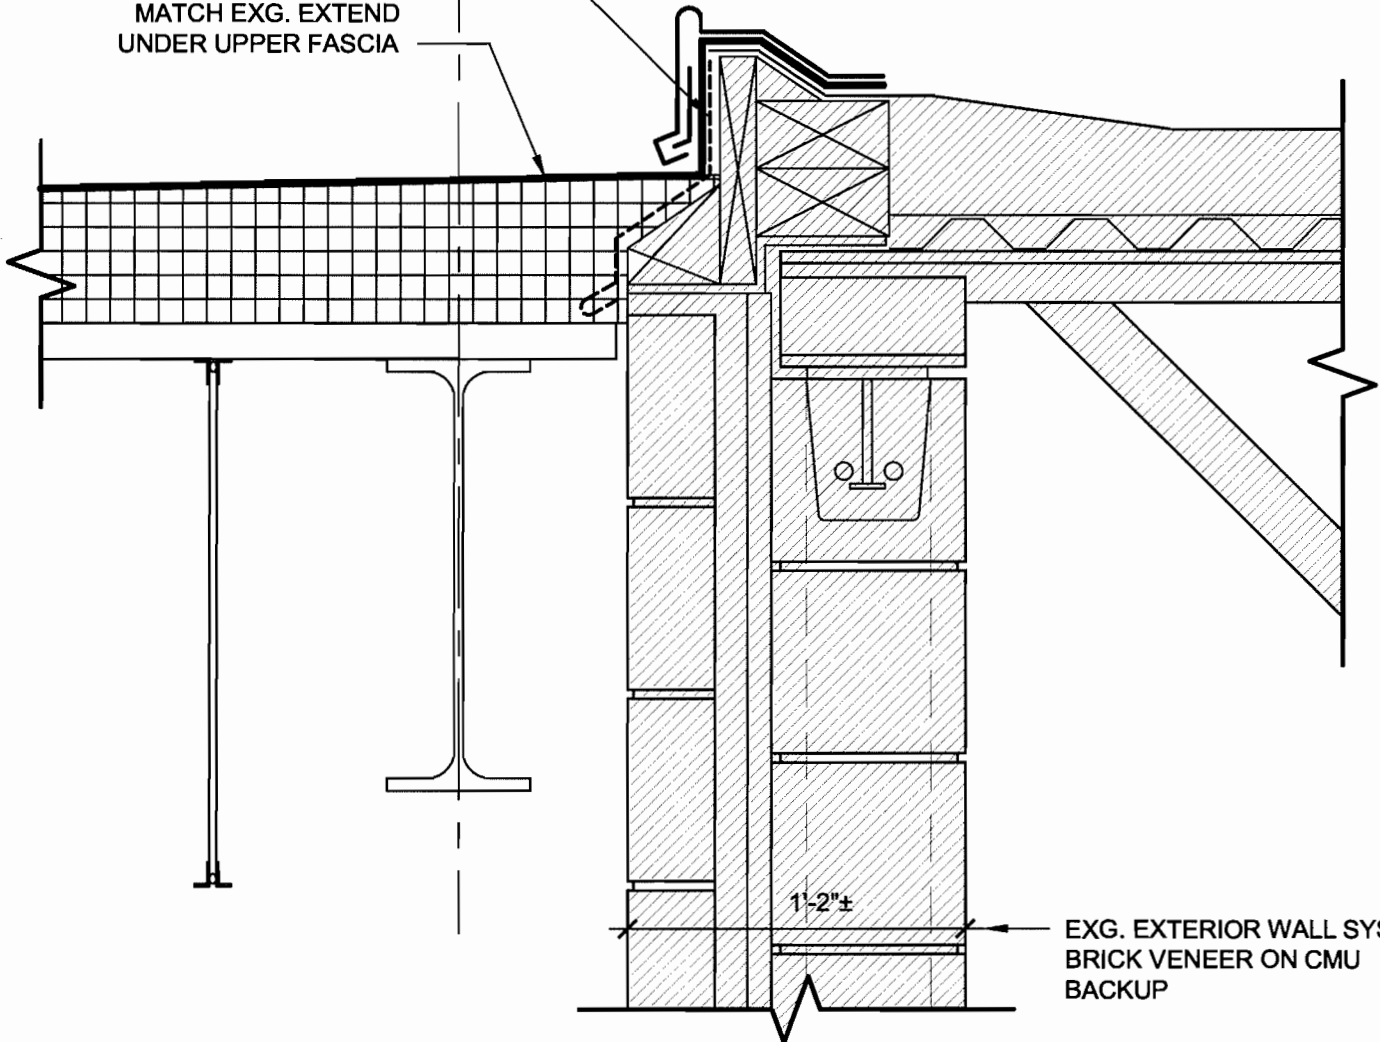 MATCH EXG. EXTEND
UNDER UPPER FASCIA
1'-2"±
EXG. EXTERIOR WALL SYS
BRICK VENEER ON CMU
BACKUP